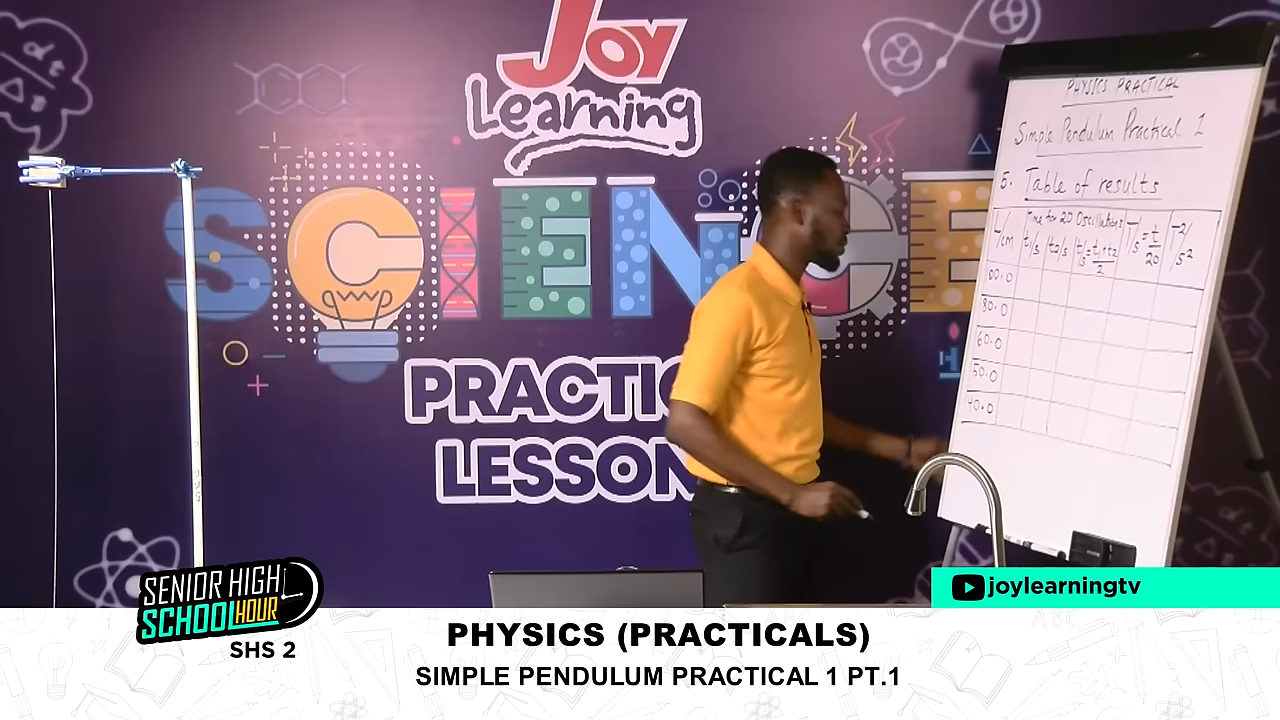 Joy
Learning
SCIENCE
PRACTIC
LESSON
PHYSICS PRACTICAL
Simple Pendulum Practical 1
5. Table of results
L/cm Time for 20 Oscillations T/s = t/20 T²/s²
t1/s t2/s t/s = t1+t2/2
00.0
80.0
60.0
50.0
40.0
SENIOR HIGH
SCHOOL HOUR
SHS 2
joylearningtv
PHYSICS (PRACTICALS)
SIMPLE PENDULUM PRACTICAL 1 PT.1